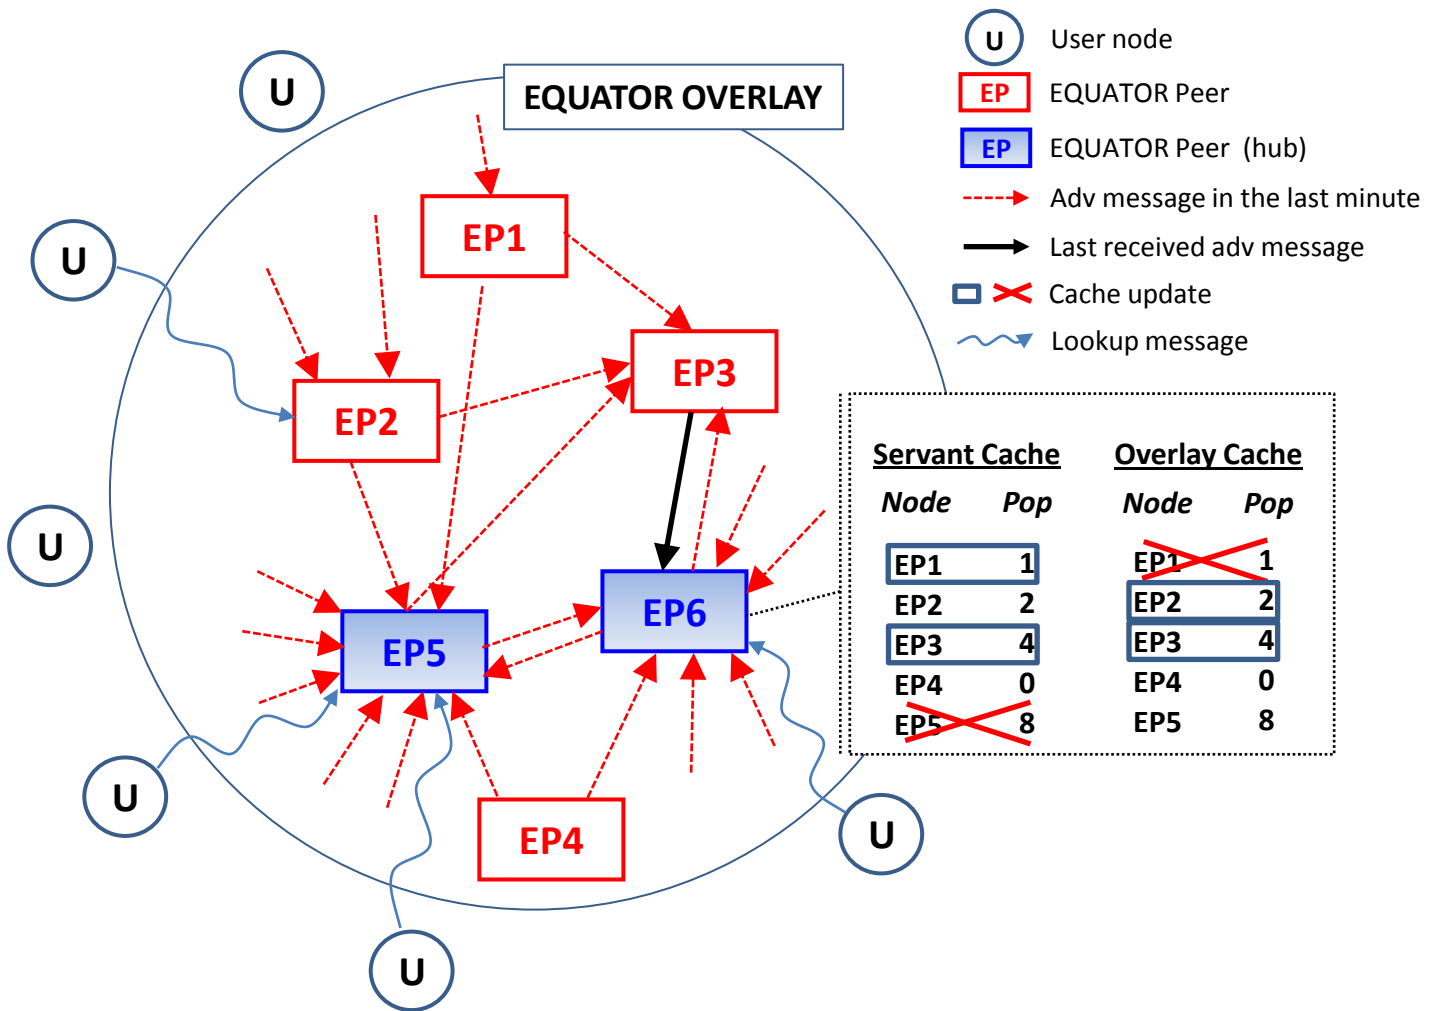 U
User node
U
EQUATOR OVERLAY
EP
EQUATOR Peer
EP
EQUATOR Peer (hub)
Adv message in the last minute
EP1
U
Last received adv message
Cache update
Lookup message
EP3
EP2
Servant Cache
Overlay Cache
Node Pop
Node Pop
EP1 1
EP1 1
EP2 2
EP2 2
EP3 4
EP3 4
EP4 0
EP4 0
EP5 8
EP5 8
U
EP6
EP5
U
EP4
U
U